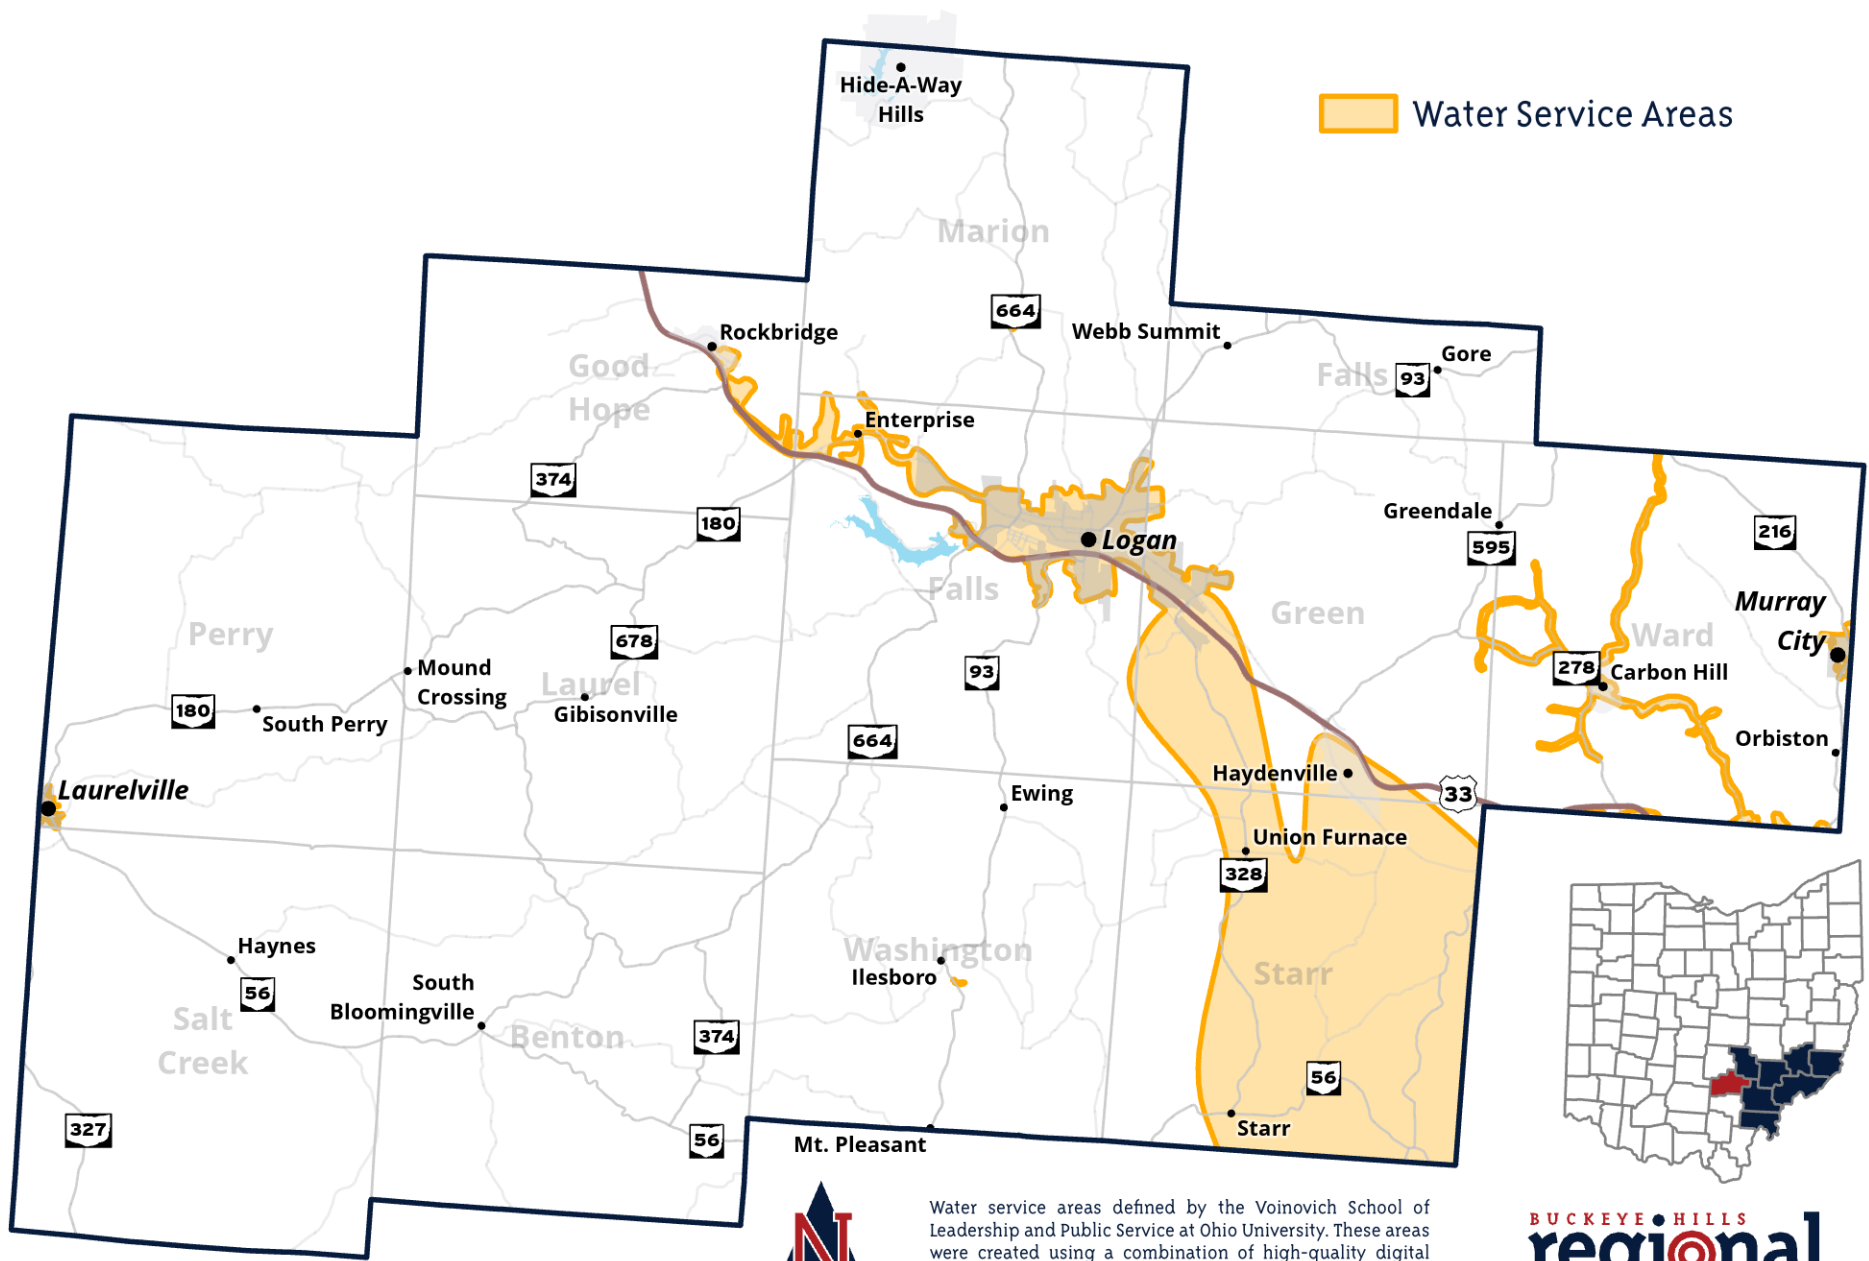 Hide-A-Way
Hills
Water Service Areas
Marion
664
Rockbridge
Webb Summit
Gore
Good
Hope
Falls
93
Enterprise
374
180
Greendale
595
216
Logan
Falls
Green
Murray
City
Perry
678
Ward
Mound
Crossing
93
278
Carbon Hill
Laurel
Gibisonville
180
South Perry
664
Orbiston
Laurelville
Haydenville
33
Ewing
Union Furnace
328
Haynes
56
Washington
Ilesboro
Starr
South
Bloomingville
Salt
Creek
Benton
374
56
327
56
Starr
Mt. Pleasant
N
Water service areas defined by the Voinovich School of
Leadership and Public Service at Ohio University. These areas
were created using a combination of high-quality digital
BUCKEYE HILLS
regional